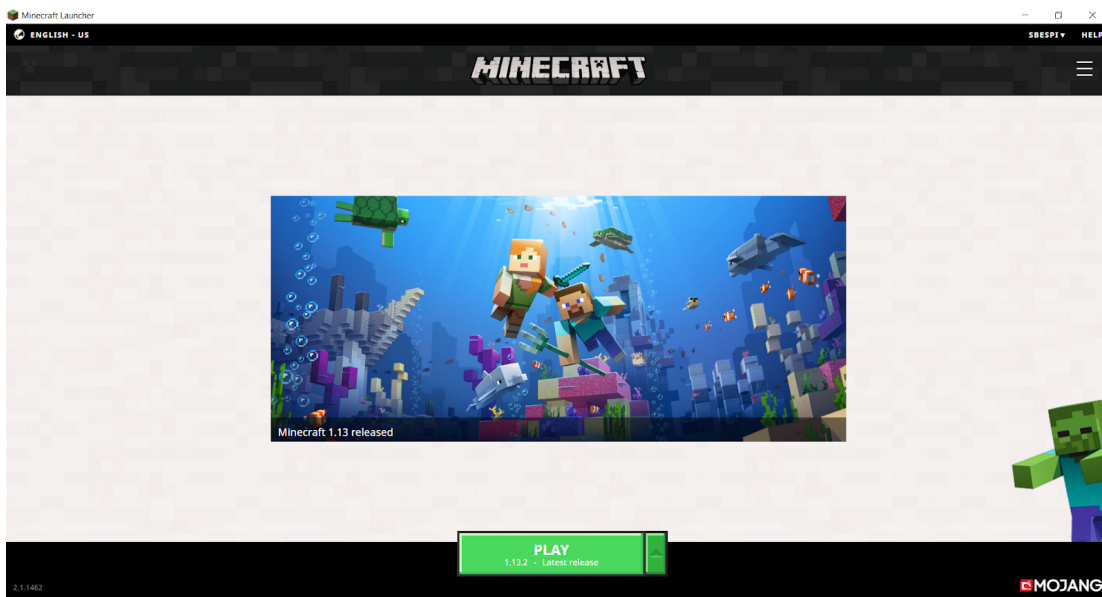 Minecraft Launcher
ENGLISH - US
SBESPI▼
HELP
MINECRAFT
Minecraft 1.13 released
PLAY
1.13.2 - Latest release
2.1.1462
MOJANG